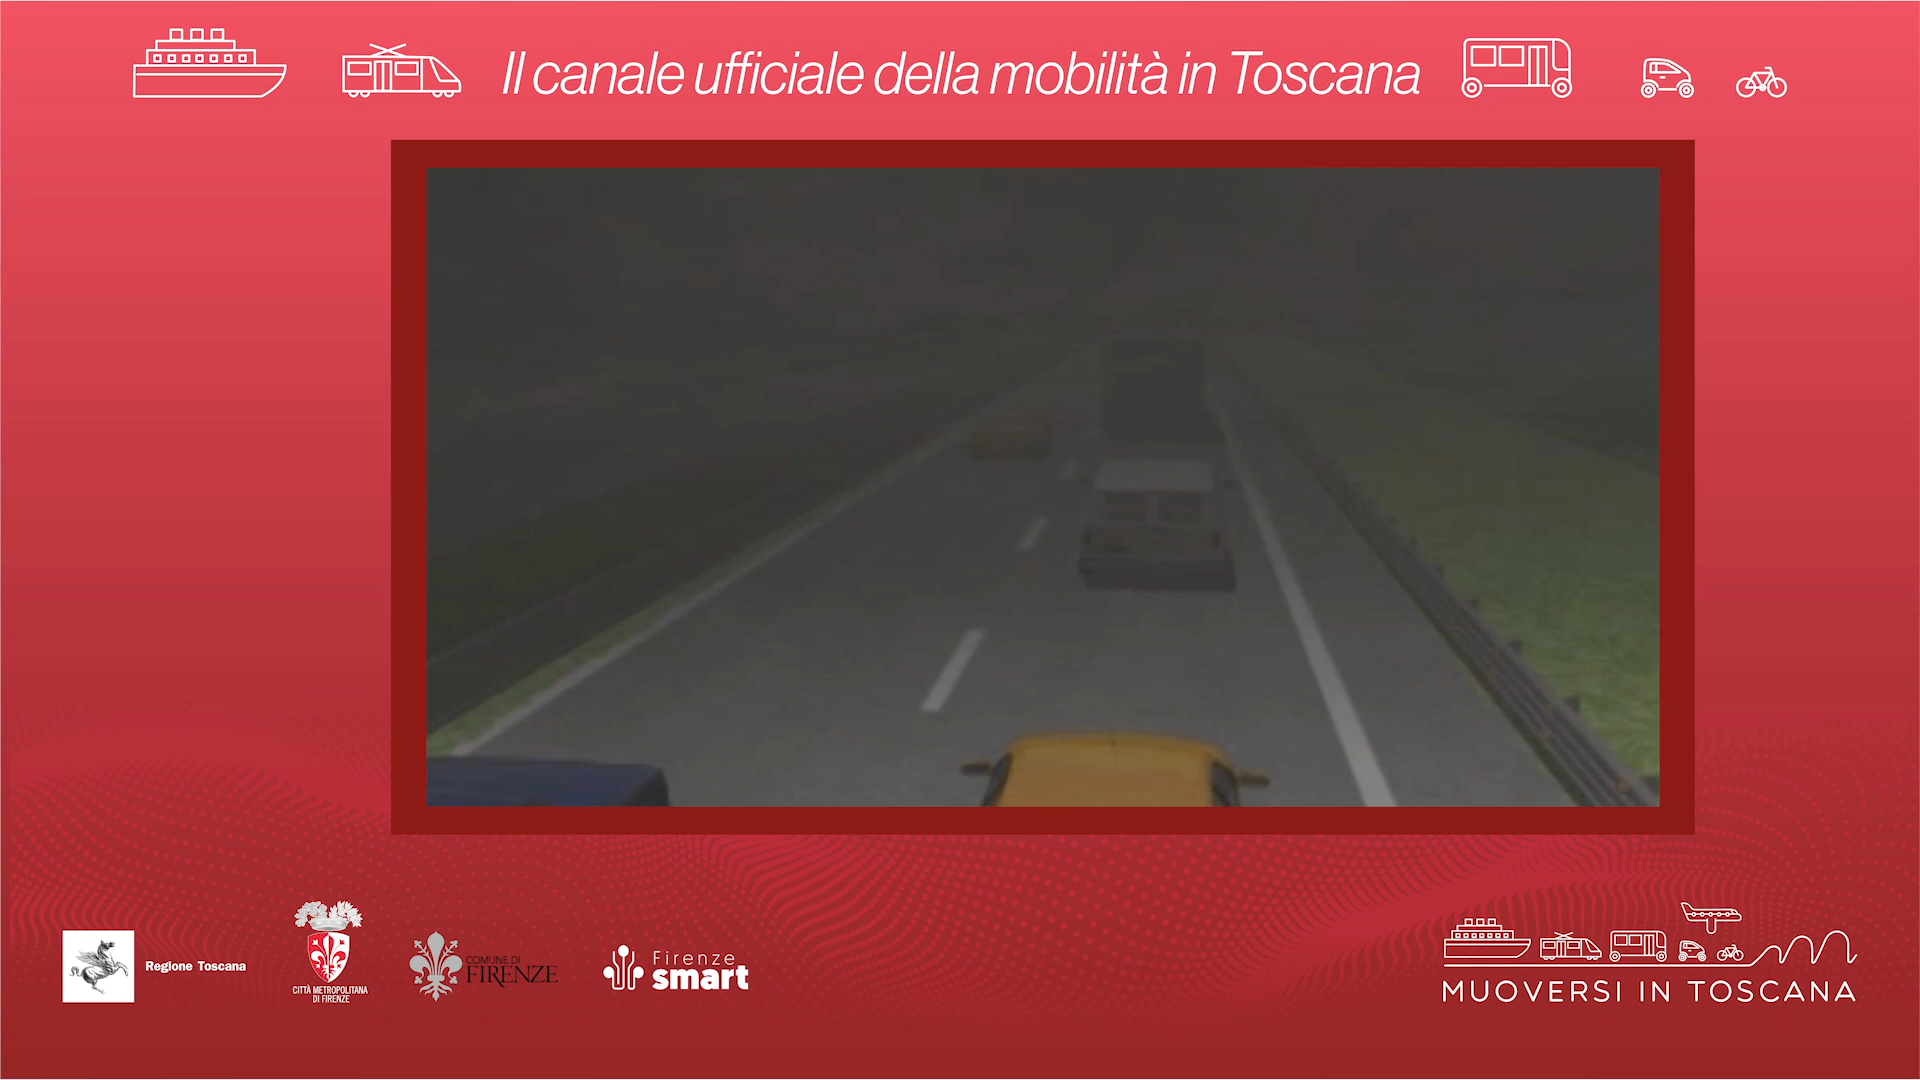 Il canale ufficiale della mobilità in Toscana
Regione Toscana
CITTÀ METROPOLITANA
DI FIRENZE
COMUNE DI
FIRENZE
Firenze
smart
MUOVERSI IN TOSCANA